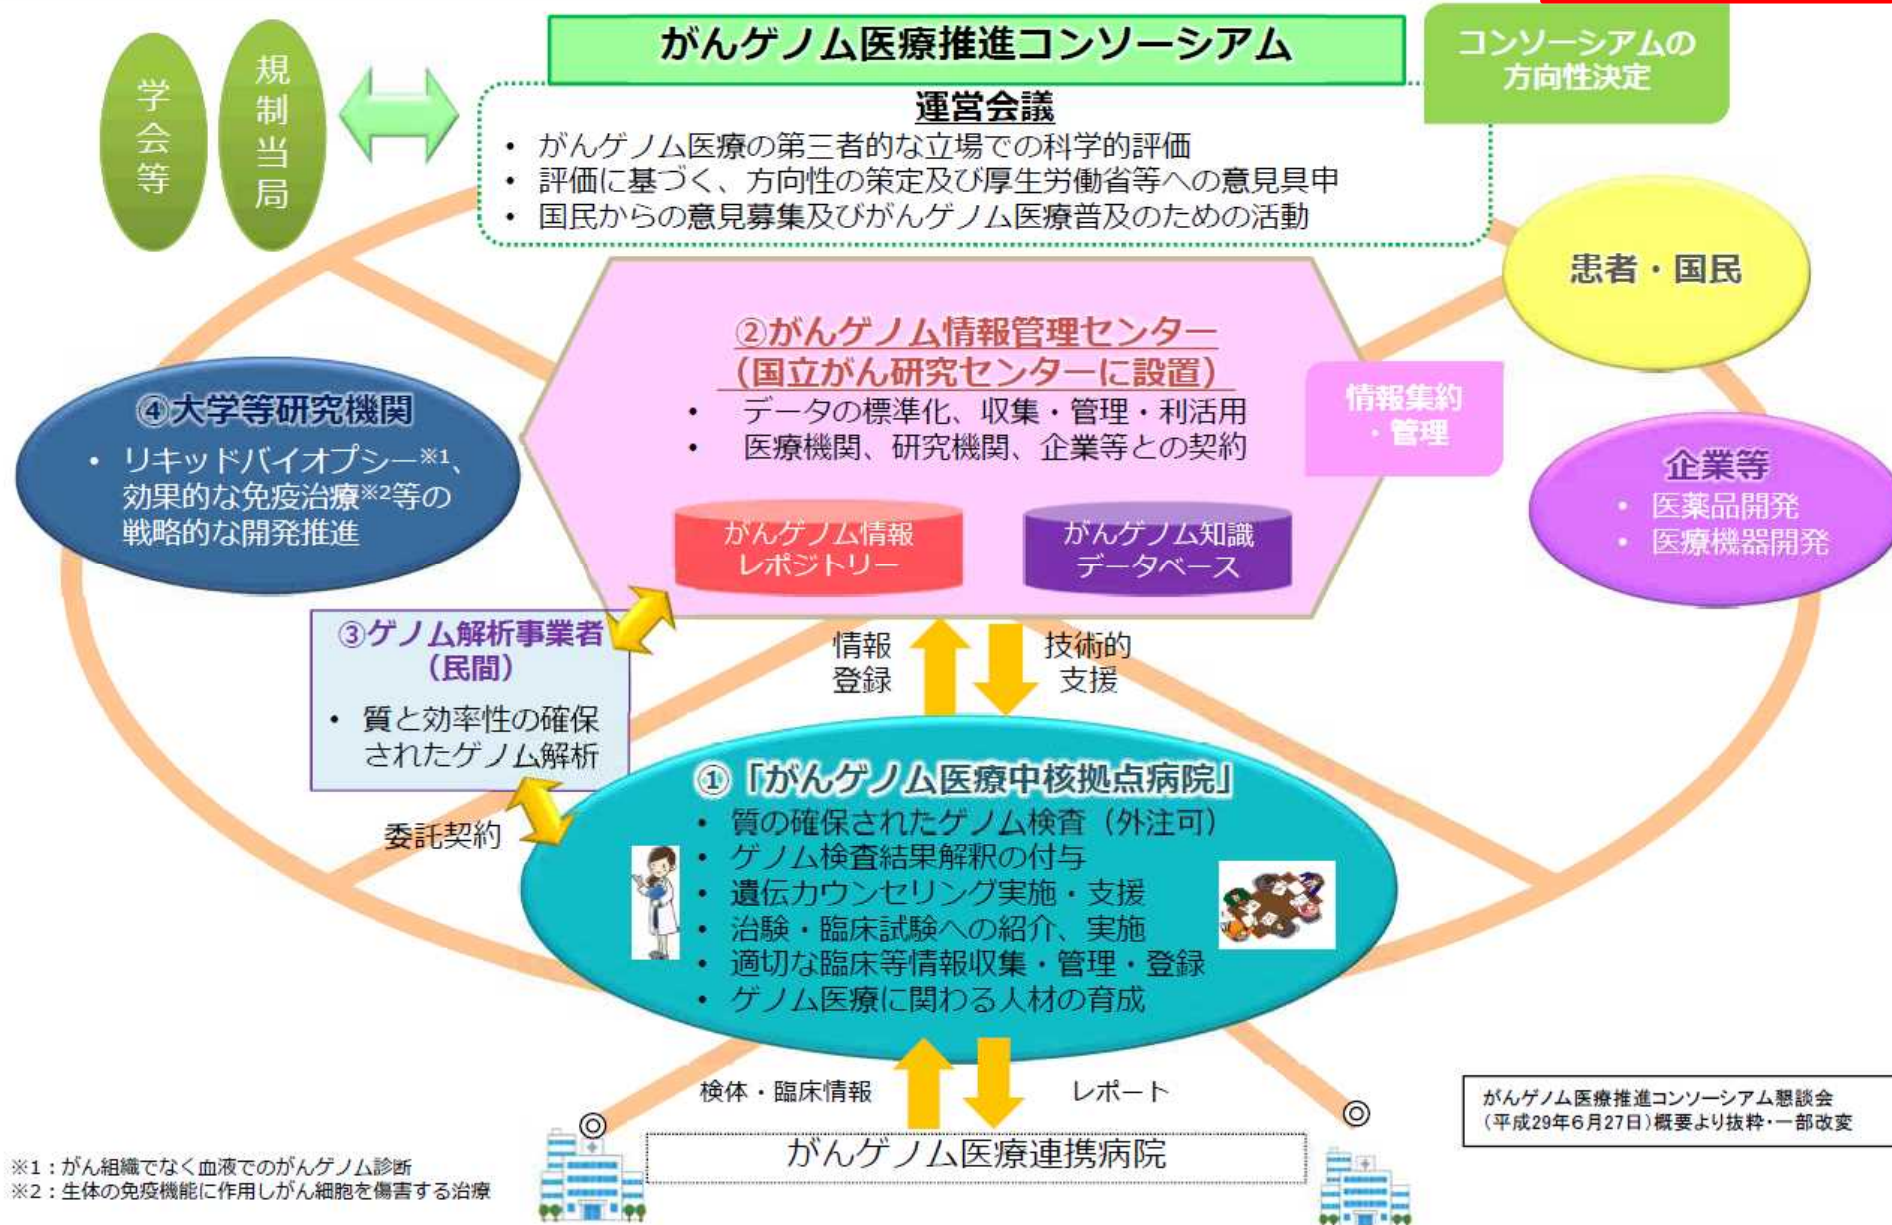 がんゲノム医療推進コンソーシアム
コンソーシアムの
方向性決定
学会等
規制当局
運営会議
• がんゲノム医療の第三者的な立場での科学的評価
• 評価に基づく、方向性の策定及び厚生労働省等への意見具申
• 国民からの意見募集及びがんゲノム医療普及のための活動
患者・国民
②がんゲノム情報管理センター
（国立がん研究センターに設置）
• データの標準化、収集・管理・利活用
• 医療機関、研究機関、企業等との契約
情報集約
・管理
がんゲノム情報
レポジトリー
がんゲノム知識
データベース
④大学等研究機関
• リキッドバイオプシー※1、
効果的な免疫治療※2等の
戦略的な開発推進
企業等
• 医薬品開発
• 医療機器開発
③ゲノム解析事業者
（民間）
• 質と効率性の確保
されたゲノム解析
情報
登録
技術的
支援
委託契約
①「がんゲノム医療中核拠点病院」
• 質の確保されたゲノム検査（外注可）
• ゲノム検査結果解釈の付与
• 遺伝カウンセリング実施・支援
• 治験・臨床試験への紹介、実施
• 適切な臨床等情報収集・管理・登録
• ゲノム医療に関わる人材の育成
検体・臨床情報
レポート
がんゲノム医療連携病院
がんゲノム医療推進コンソーシアム懇談会
（平成29年6月27日）概要より抜粋・一部改変
※1：がん組織でなく血液でのがんゲノム診断
※2：生体の免疫機能に作用しがん細胞を傷害する治療